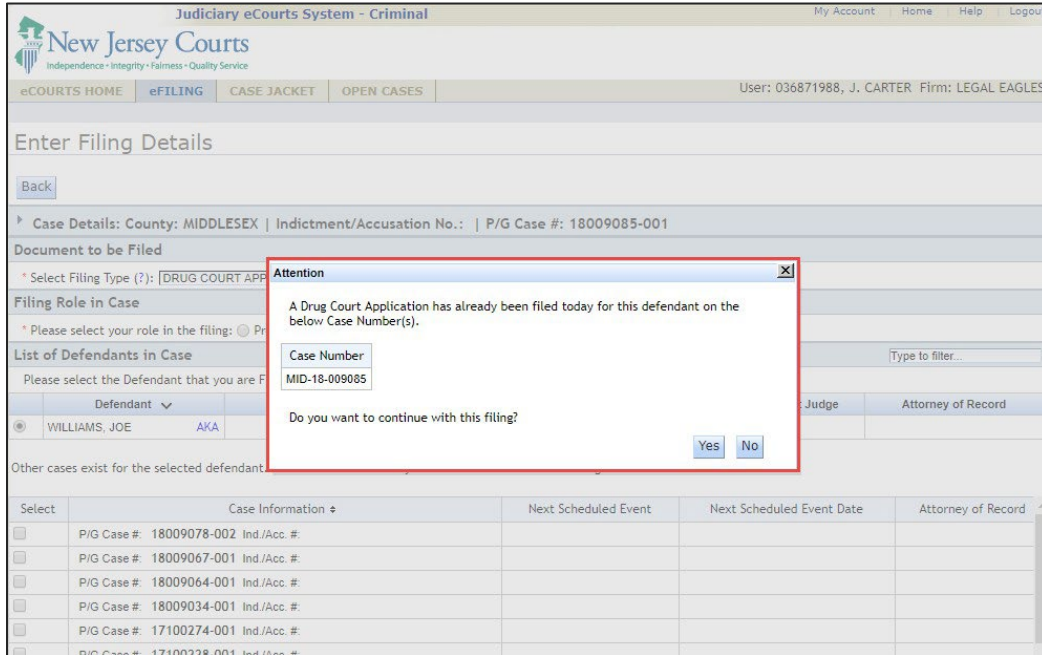 Judiciary eCourts System - Criminal
My Account Home Help Logout
New Jersey Courts
Independence • Integrity • Fairness • Quality Service
eCOURTS HOME eFILING CASE JACKET OPEN CASES
User: 036871988, J. CARTER Firm: LEGAL EAGLES
Enter Filing Details
Back
Case Details: County: MIDDLESEX | Indictment/Accusation No.: | P/G Case #: 18009085-001
Document to be Filed
* Select Filing Type (?): DRUG COURT APP
Filing Role in Case
* Please select your role in the filing: Pr
List of Defendants in Case
Type to filter...
Please select the Defendant that you are F
Defendant Judge Attorney of Record
WILLIAMS, JOE AKA
Other cases exist for the selected defendant.
Attention
A Drug Court Application has already been filed today for this defendant on the
below Case Number(s).
Case Number
MID-18-009085
Do you want to continue with this filing?
Yes No
Select Case Information Next Scheduled Event Next Scheduled Event Date Attorney of Record
P/G Case #: 18009078-002 Ind./Acc. #:
P/G Case #: 18009067-001 Ind./Acc. #:
P/G Case #: 18009064-001 Ind./Acc. #:
P/G Case #: 18009034-001 Ind./Acc. #:
P/G Case #: 17100274-001 Ind./Acc. #:
P/G Case #: 17100238-001 Ind./Acc. #: